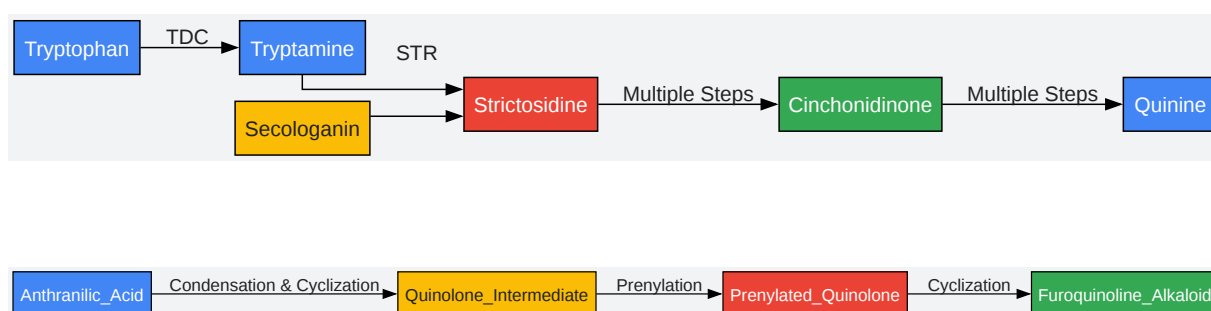 Tryptophan
TDC
Tryptamine
STR
Secologanin
Strictosidine
Multiple Steps
Cinchonidinone
Multiple Steps
Quinine
Anthranilic_Acid
Condensation & Cyclization
Quinolone_Intermediate
Prenylation
Prenylated_Quinolone
Cyclization
Furoquinoline_Alkaloid